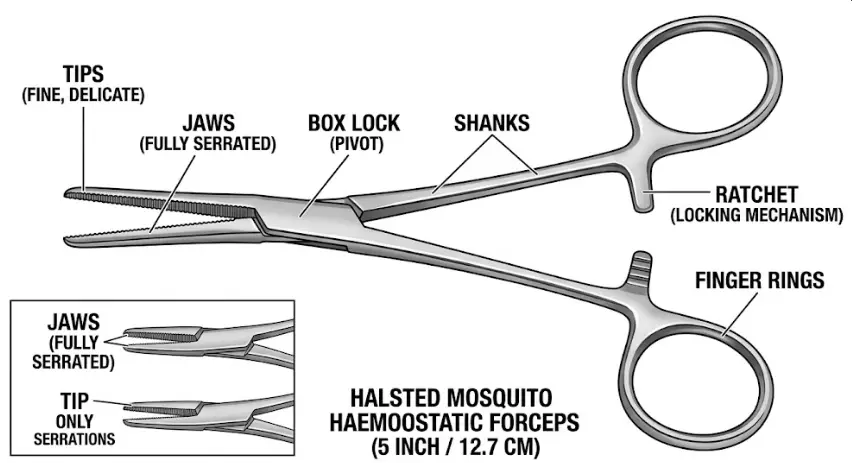 TIPS
(FINE, DELICATE)
JAWS
(FULLY SERRATED)
BOX LOCK
(PIVOT)
SHANKS
RATCHET
(LOCKING MECHANISM)
FINGER RINGS
JAWS
(FULLY
SERRATED)
TIP
ONLY
SERRATIONS
HALSTED MOSQUITO
HAEMOOSTATIC FORCEPS
(5 INCH / 12.7 CM)